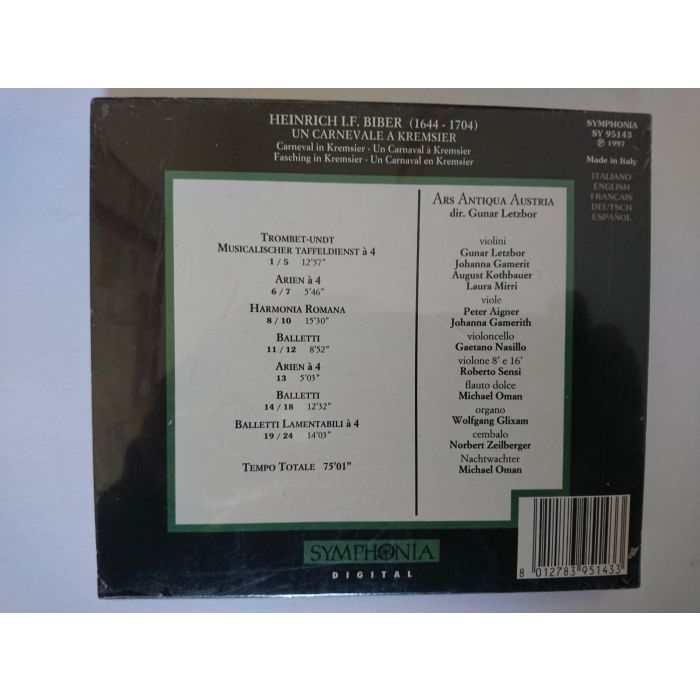 HEINRICH I.F. BIBER (1644 - 1704)
UN CARNEVALE A KREMSIER
Carneval in Kremsier - Un Carnaval à Kremsier
Fasching in Kremsier - Un Carnaval en Kremsier
SYMPHONIA
SY 95143
℗ 1997
Made in Italy
ITALIANO
ENGLISH
FRANÇAIS
DEUTSCH
ESPAÑOL
TROMBET-UNDT
MUSICALISCHER TAFFELDIENST à 4
1 / 5 12'57"
ARIEN à 4
6 / 7 5'46"
HARMONIA ROMANA
8 / 10 15'30"
BALLETTI
11 / 12 8'52"
ARIEN à 4
13 5'03"
BALLETTI
14 / 18 12'32"
BALLETTI LAMENTABILI à 4
19 / 24 14'03"
TEMPO TOTALE 75'01"
ARS ANTIQUA AUSTRIA
dir. Gunar Letzbor
violini
Gunar Letzbor
Johanna Gamerit
August Kothbauer
Laura Mirri
viole
Peter Aigner
Johanna Gamerith
violoncello
Gaetano Nasillo
violone 8' e 16'
Roberto Sensi
flauto dolce
Michael Oman
organo
Wolfgang Glixam
cembalo
Norbert Zeilberger
Nachtwachter
Michael Oman
SYMPHONIA
DIGITAL
8 012783 951433